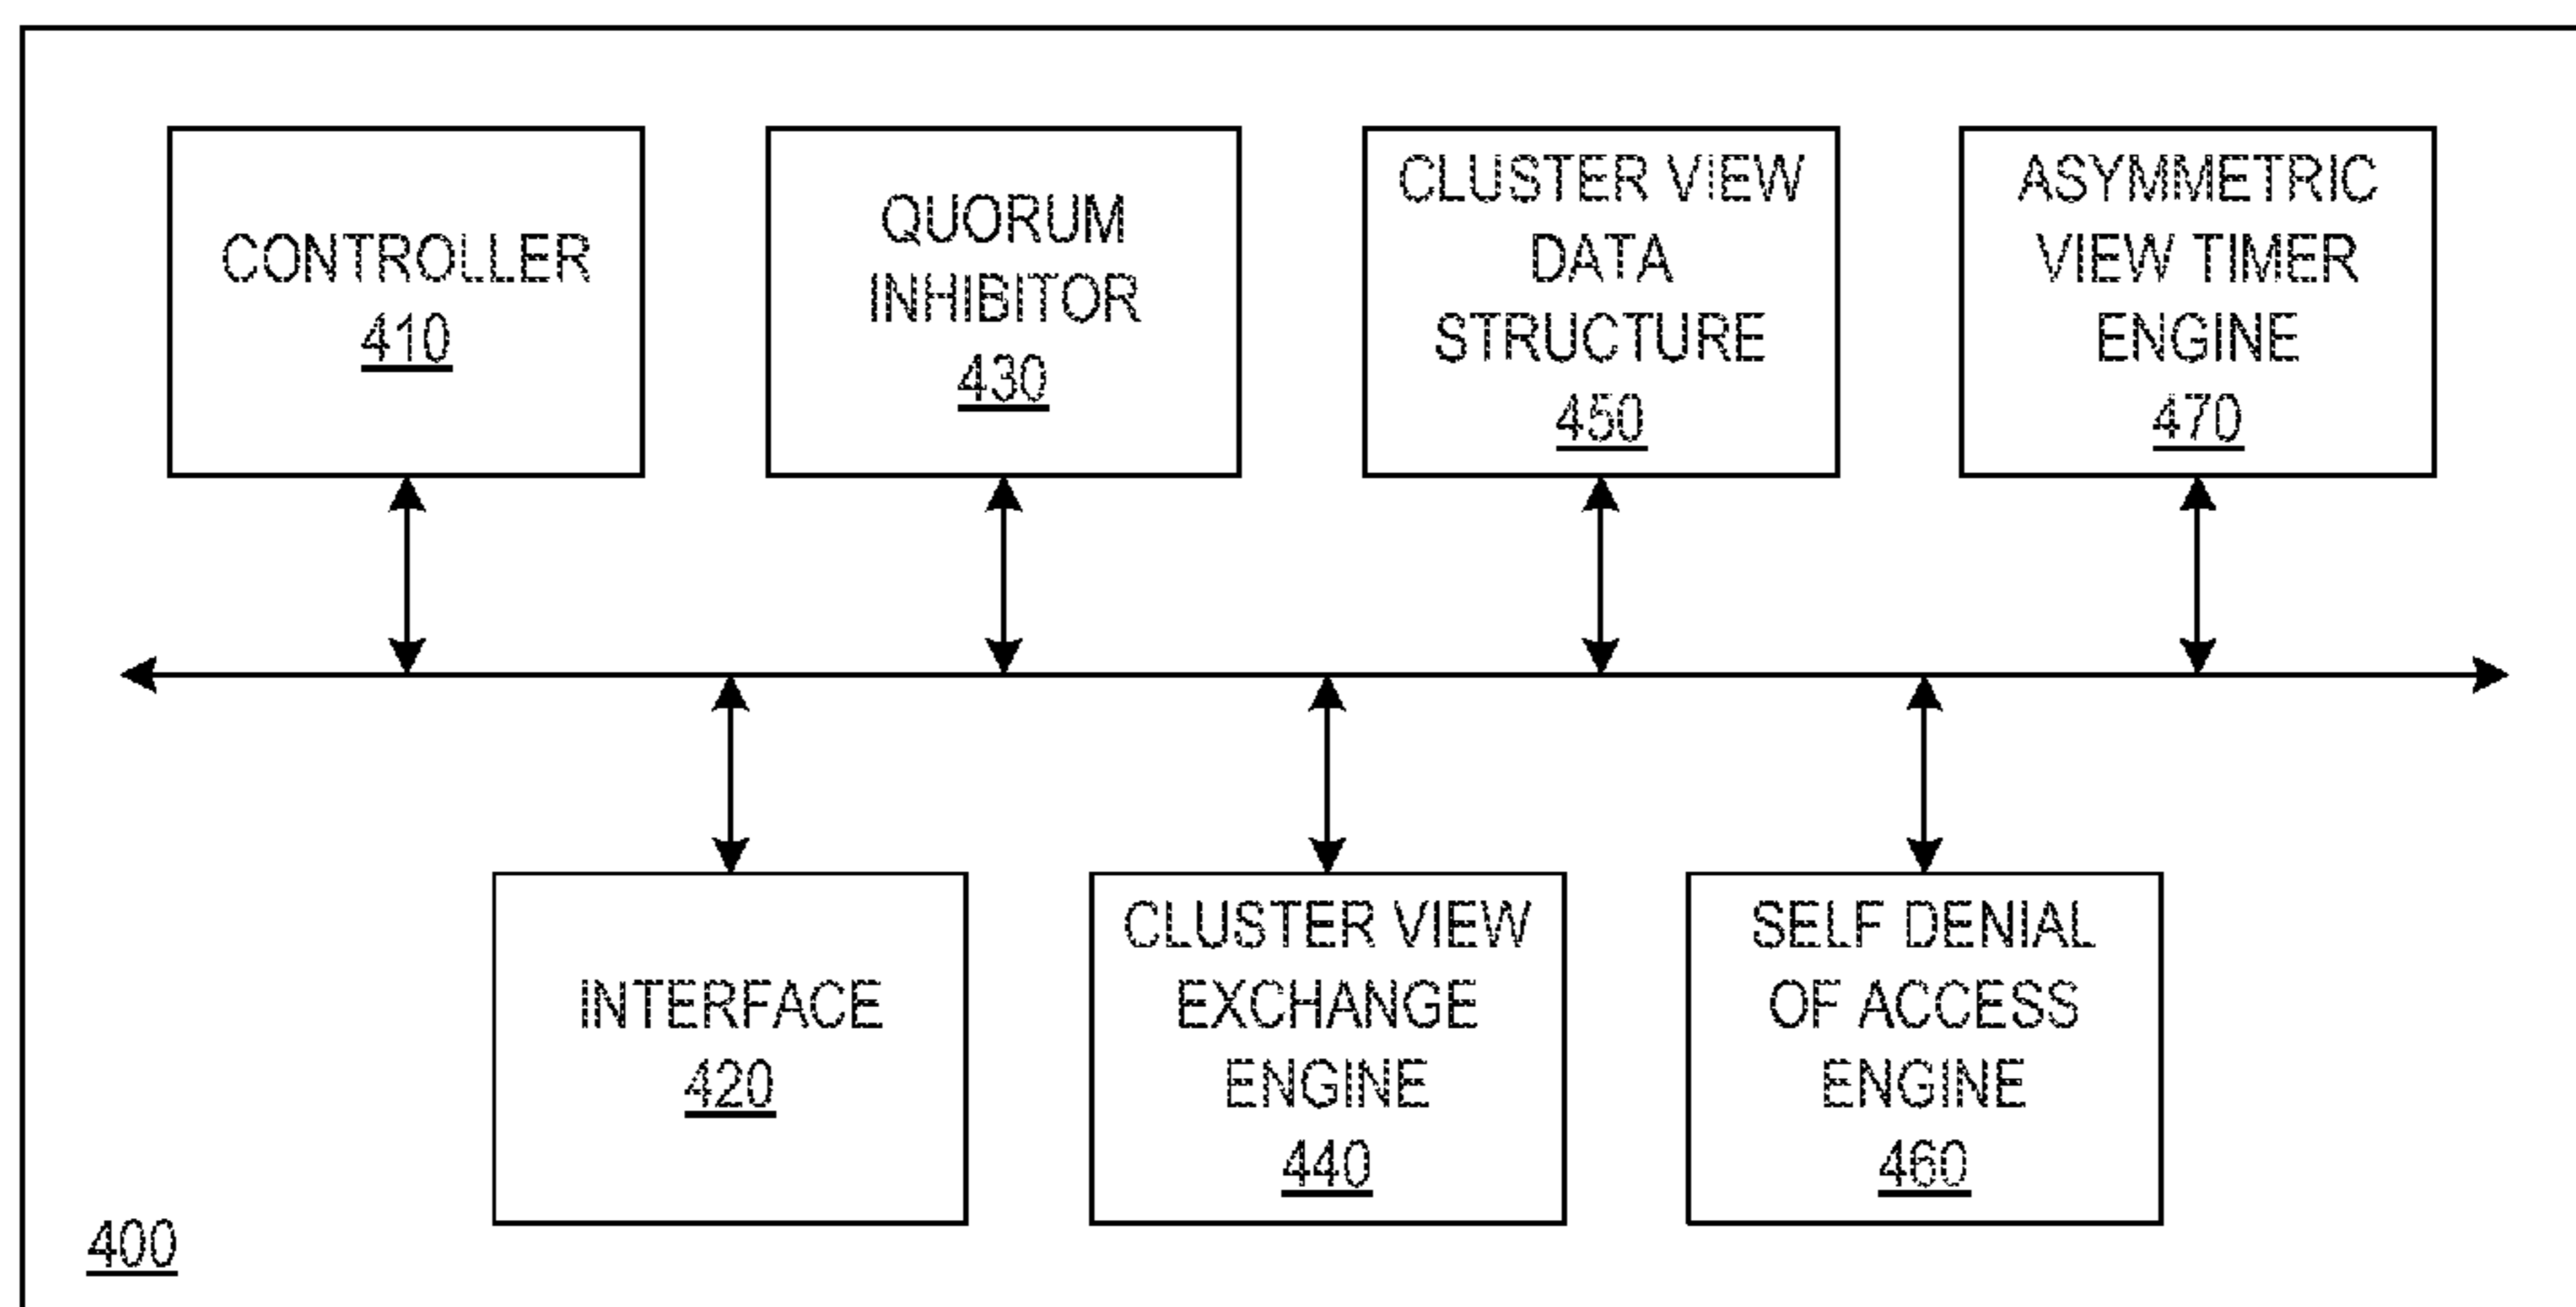 CONTROLLER
410
QUORUM
INHIBITOR
430
CLUSTER VIEW
DATA
STRUCTURE
450
ASYMMETRIC
VIEW TIMER
ENGINE
470
INTERFACE
420
CLUSTER VIEW
EXCHANGE
ENGINE
440
SELF DENIAL
OF ACCESS
ENGINE
460
400